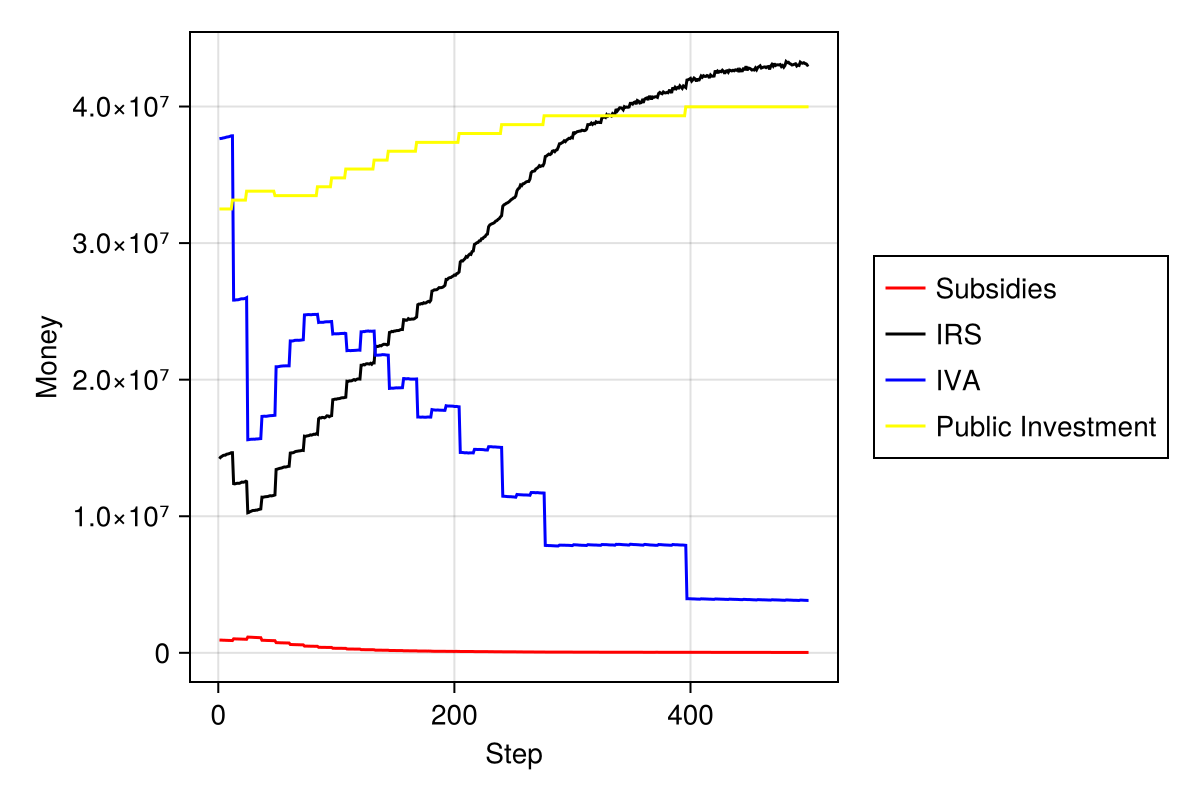 4.0×10⁷
3.0×10⁷
2.0×10⁷
1.0×10⁷
0
Money
0 200 400
Step
Subsidies
IRS
IVA
Public Investment